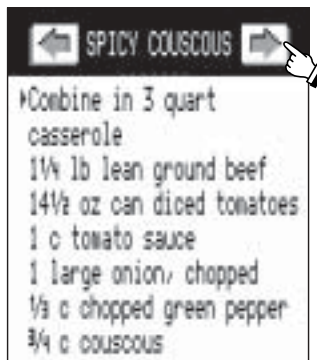 SPICY COUSCOUS
Combine in 3 quart
casserole
1¼ lb lean ground beef
14½ oz can diced tomatoes
1 c tomato sauce
1 large onion, chopped
⅓ c chopped green pepper
¾ c couscous